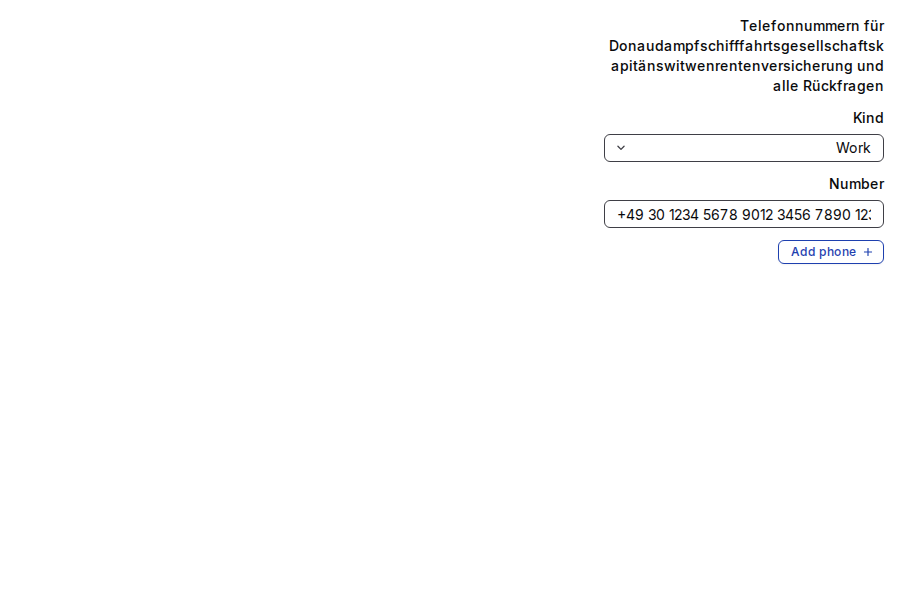 Telefonnummern für
Donaudampfschifffahrtsgesellschaftsk
apitänswitwenrentenversicherung und
alle Rückfragen
Kind
Work
Number
+49 30 1234 5678 9012 3456 7890 12
Add phone +